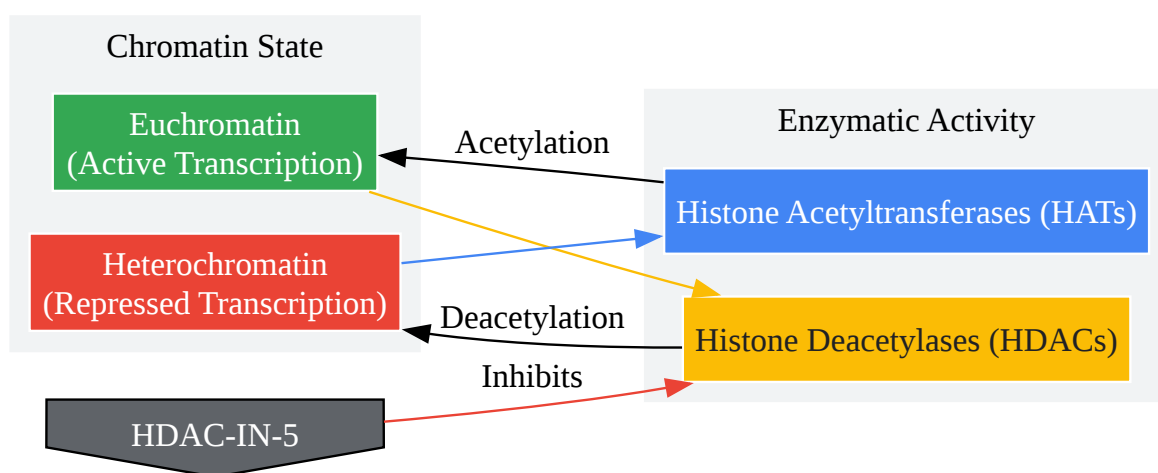 Chromatin State
Euchromatin
(Active Transcription)
Heterochromatin
(Repressed Transcription)
HDAC-IN-5
Acetylation
Deacetylation
Inhibits
Enzymatic Activity
Histone Acetyltransferases (HATs)
Histone Deacetylases (HDACs)